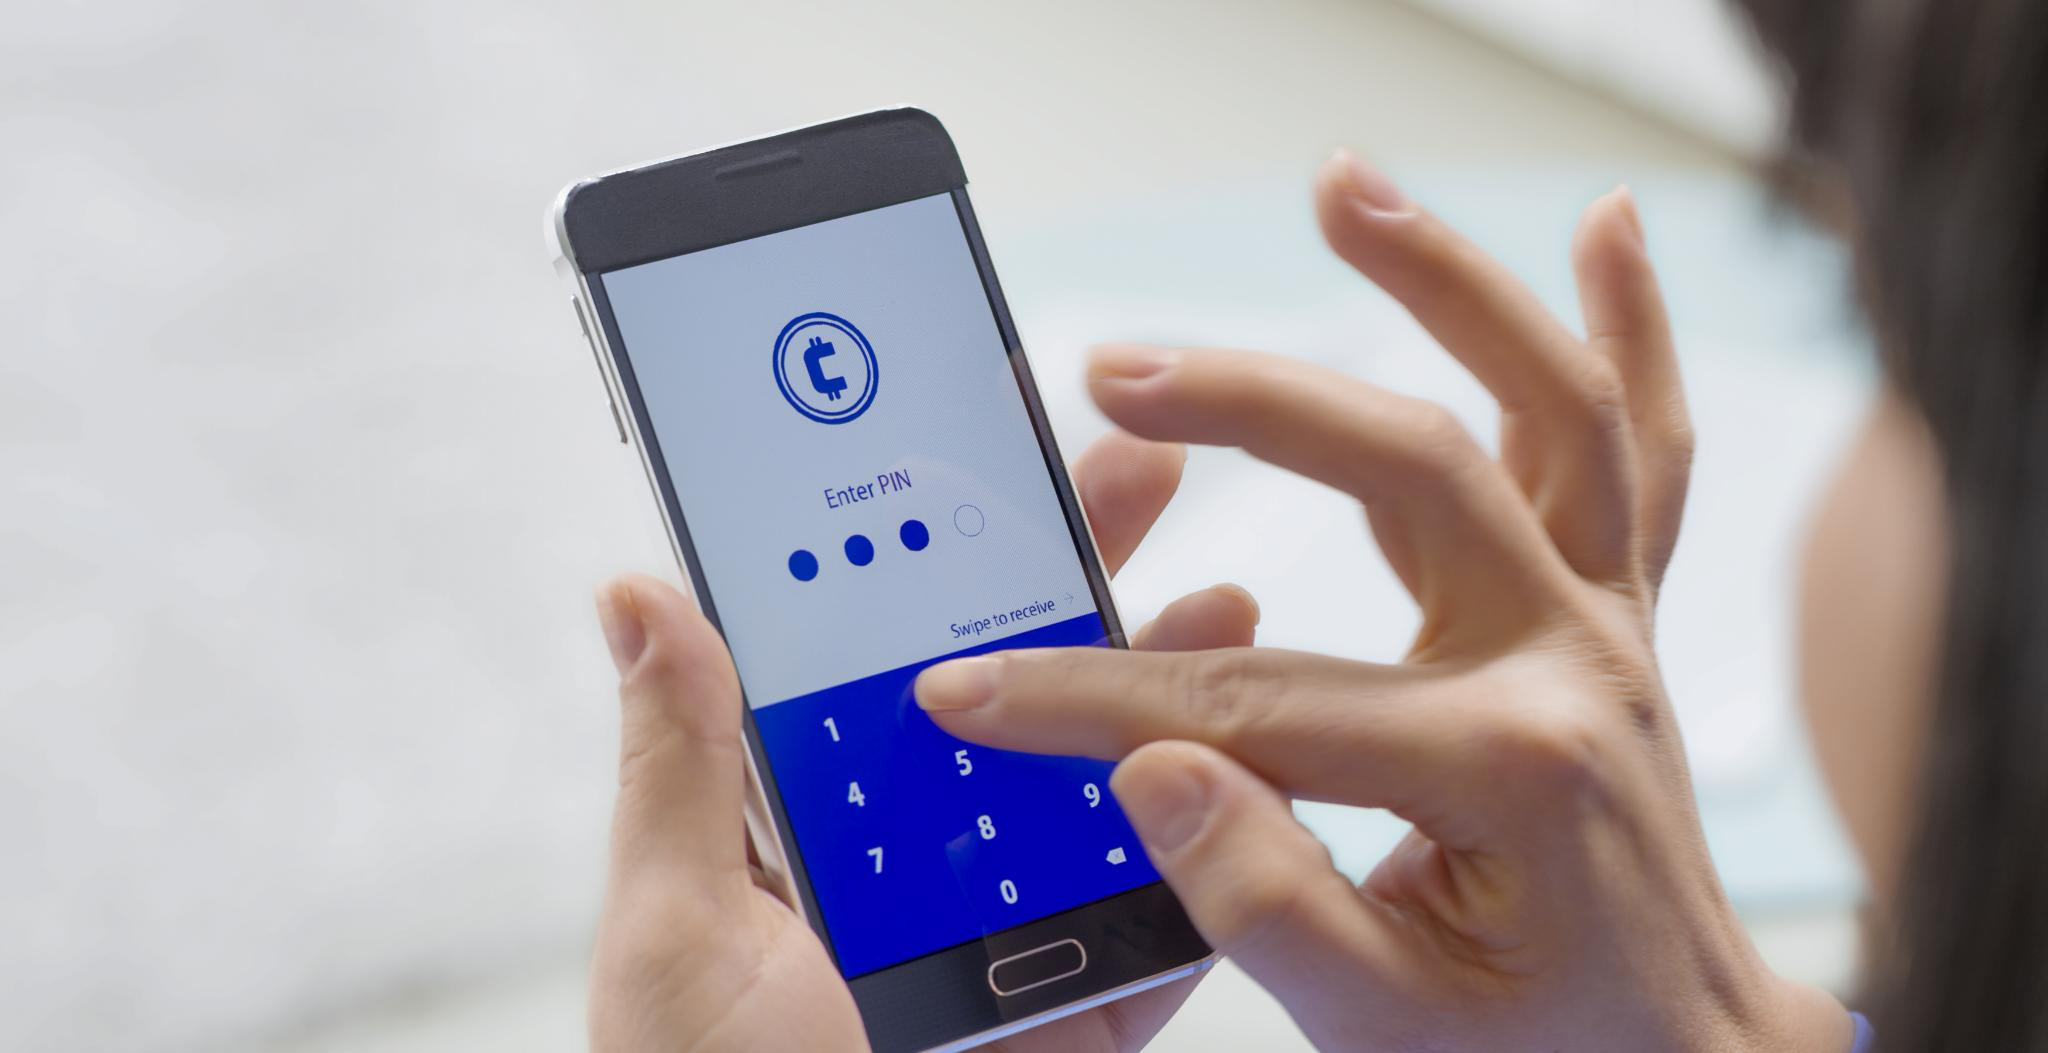 Enter PIN
Swipe to receive →
1
4 5
7 8 9
0